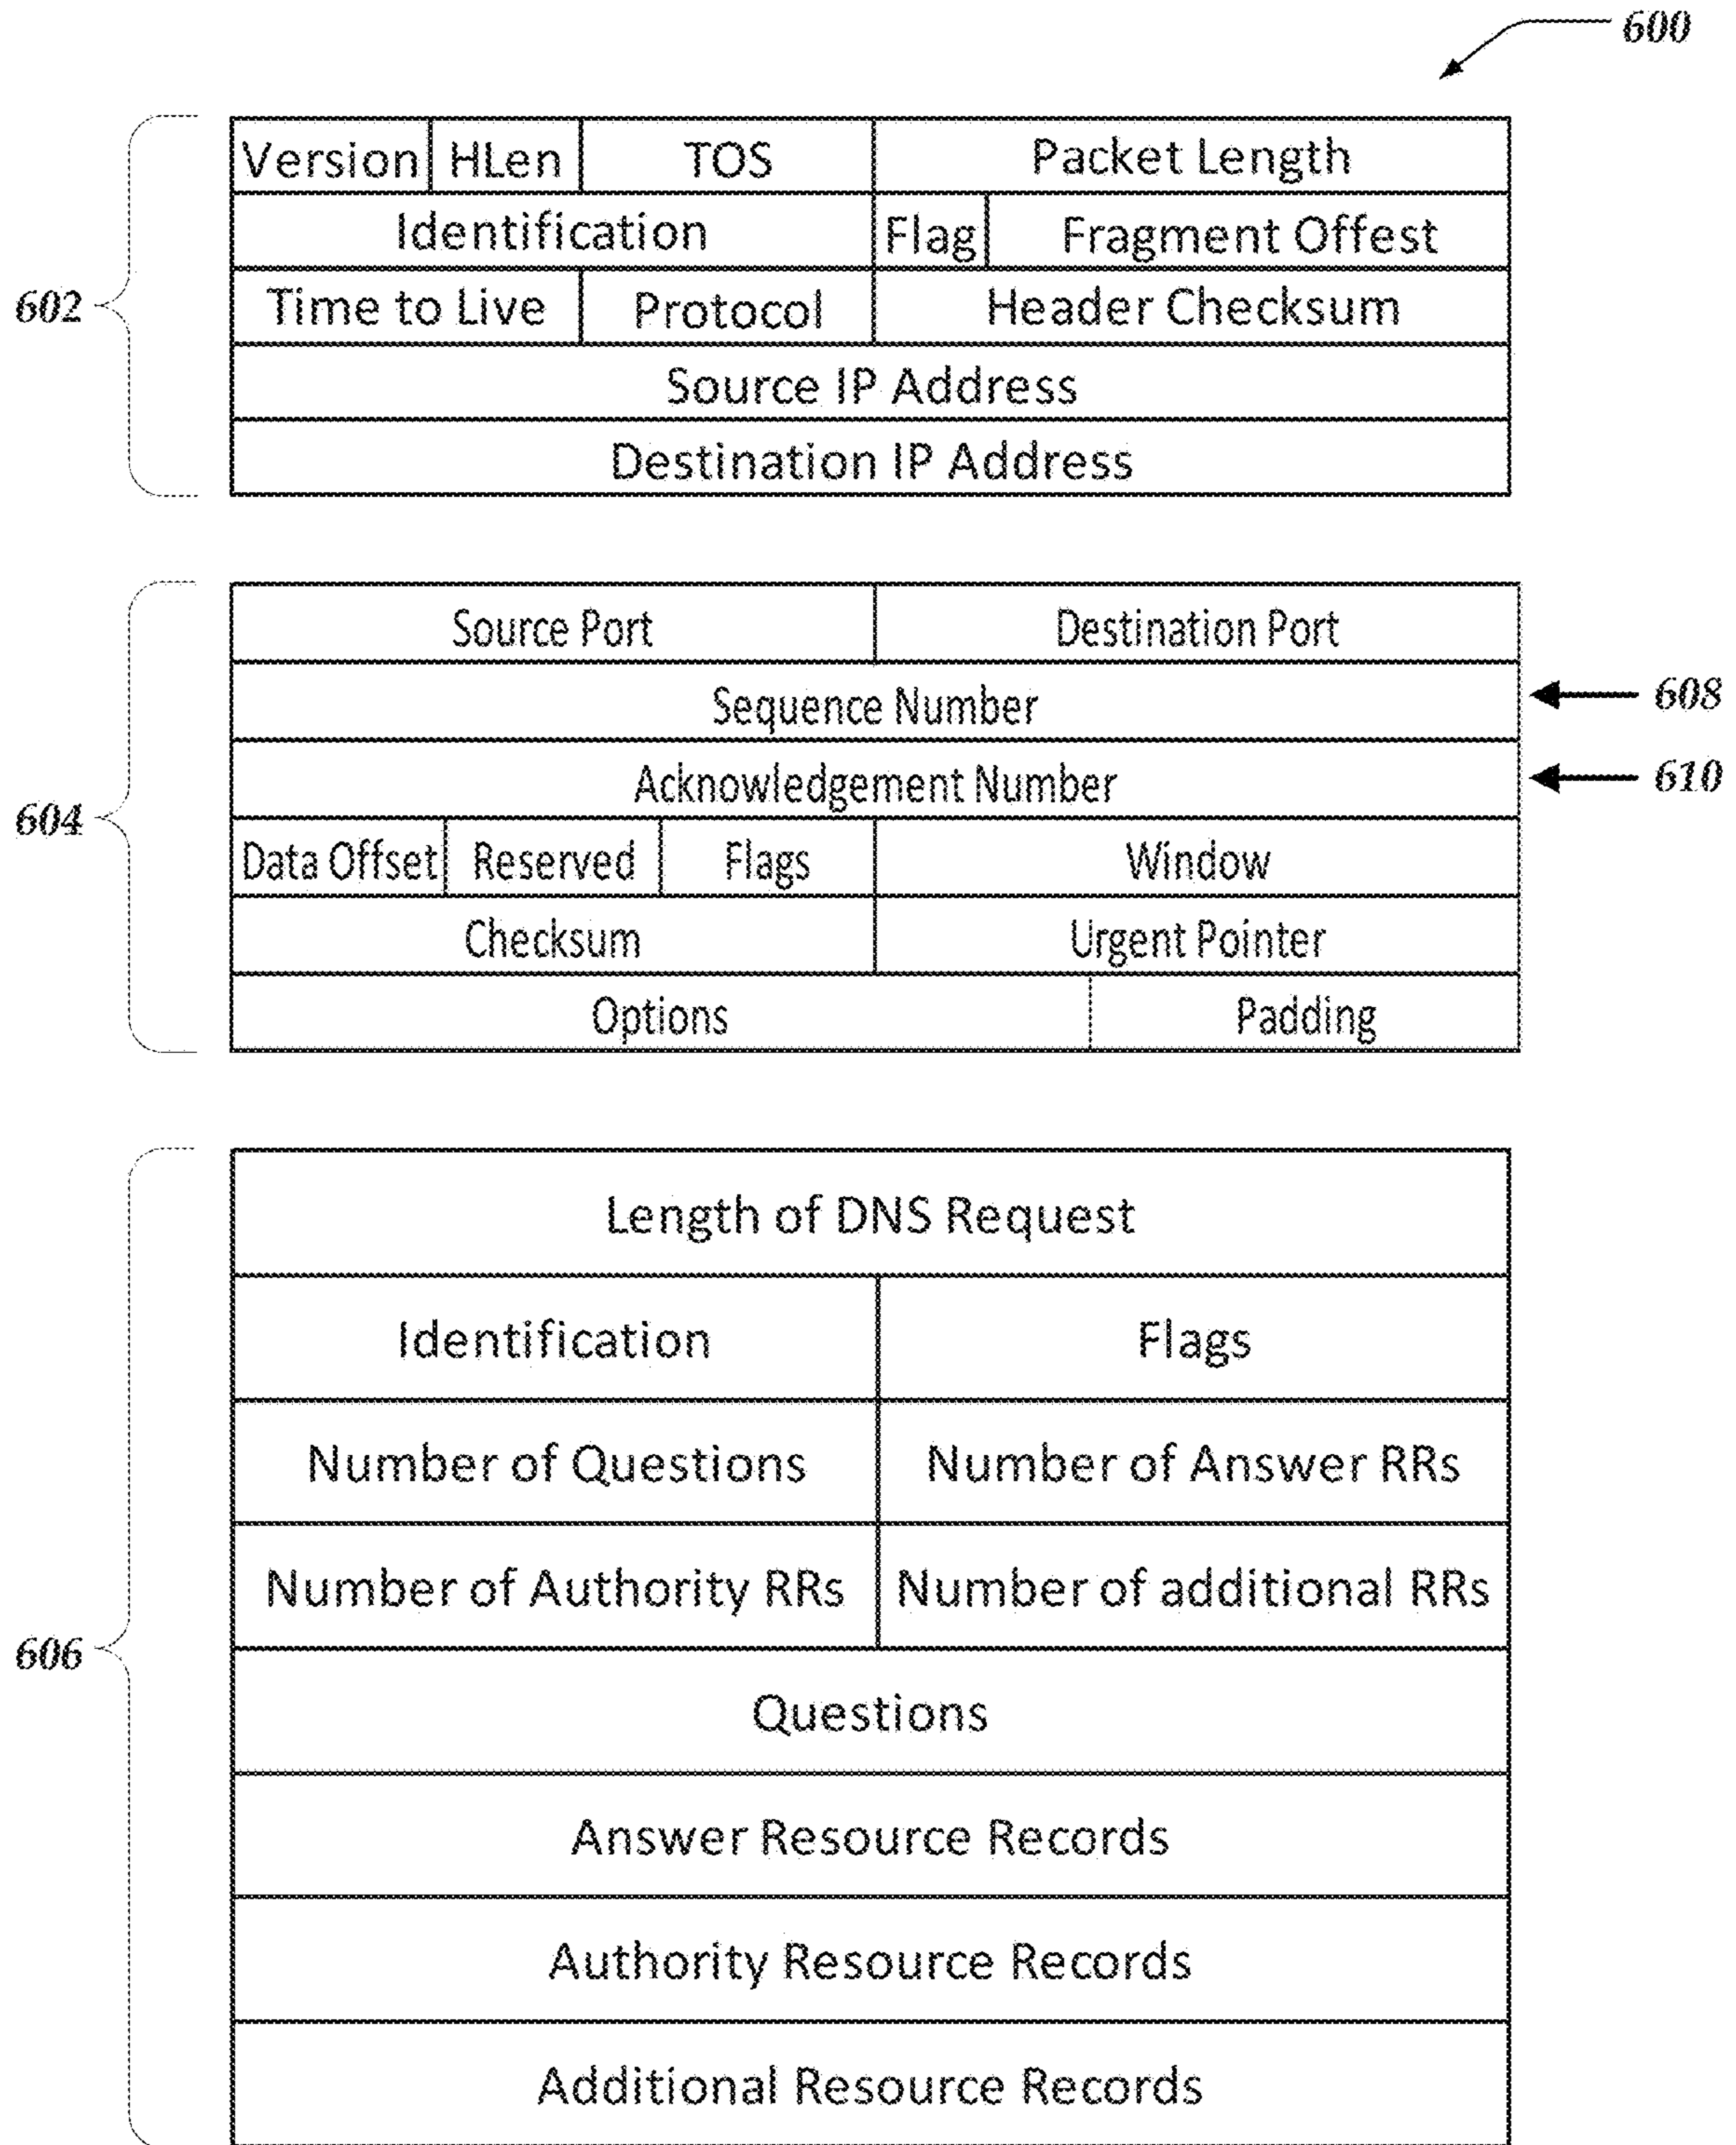 600
Version HLen TOS Packet Length
Identification Flag Fragment Offest
602 Time to Live Protocol Header Checksum
Source IP Address
Destination IP Address
Source Port Destination Port
Sequence Number 608
Acknowledgement Number 610
604 Data Offset Reserved Flags Window
Checksum Urgent Pointer
Options Padding
Length of DNS Request
Identification Flags
Number of Questions Number of Answer RRs
Number of Authority RRs Number of additional RRs
606
Questions
Answer Resource Records
Authority Resource Records
Additional Resource Records